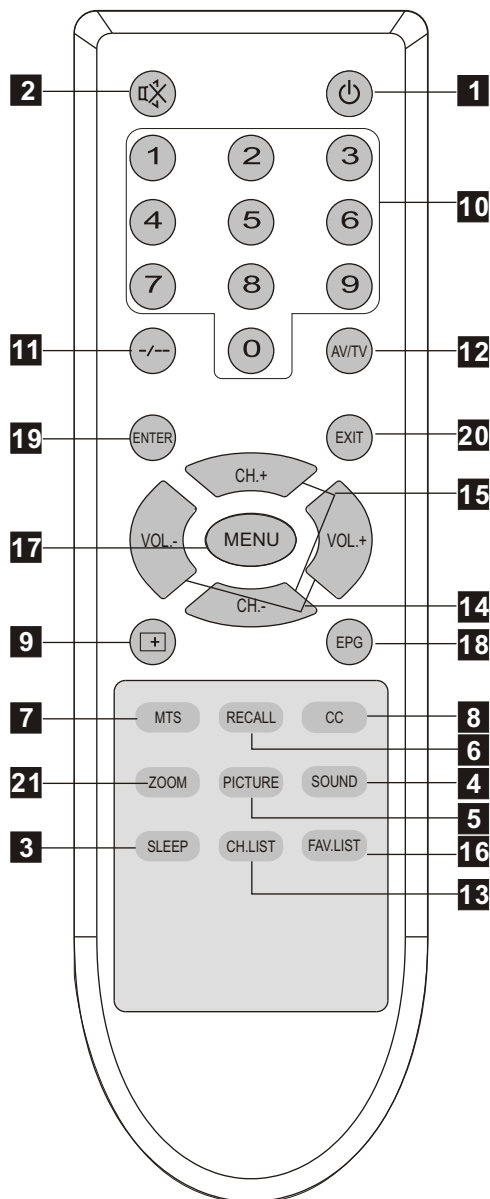 2 1
1 2 3
10
4 5 6
7 8 9
11 -/-- 0 AV/TV 12
19 ENTER EXIT 20
CH.+
15
17 VOL.- MENU VOL.+
CH.- 14
9 + EPG 18
7 MTS RECALL CC 8
6
21 ZOOM PICTURE SOUND 4
5
3 SLEEP CH.LIST FAV.LIST 16
13